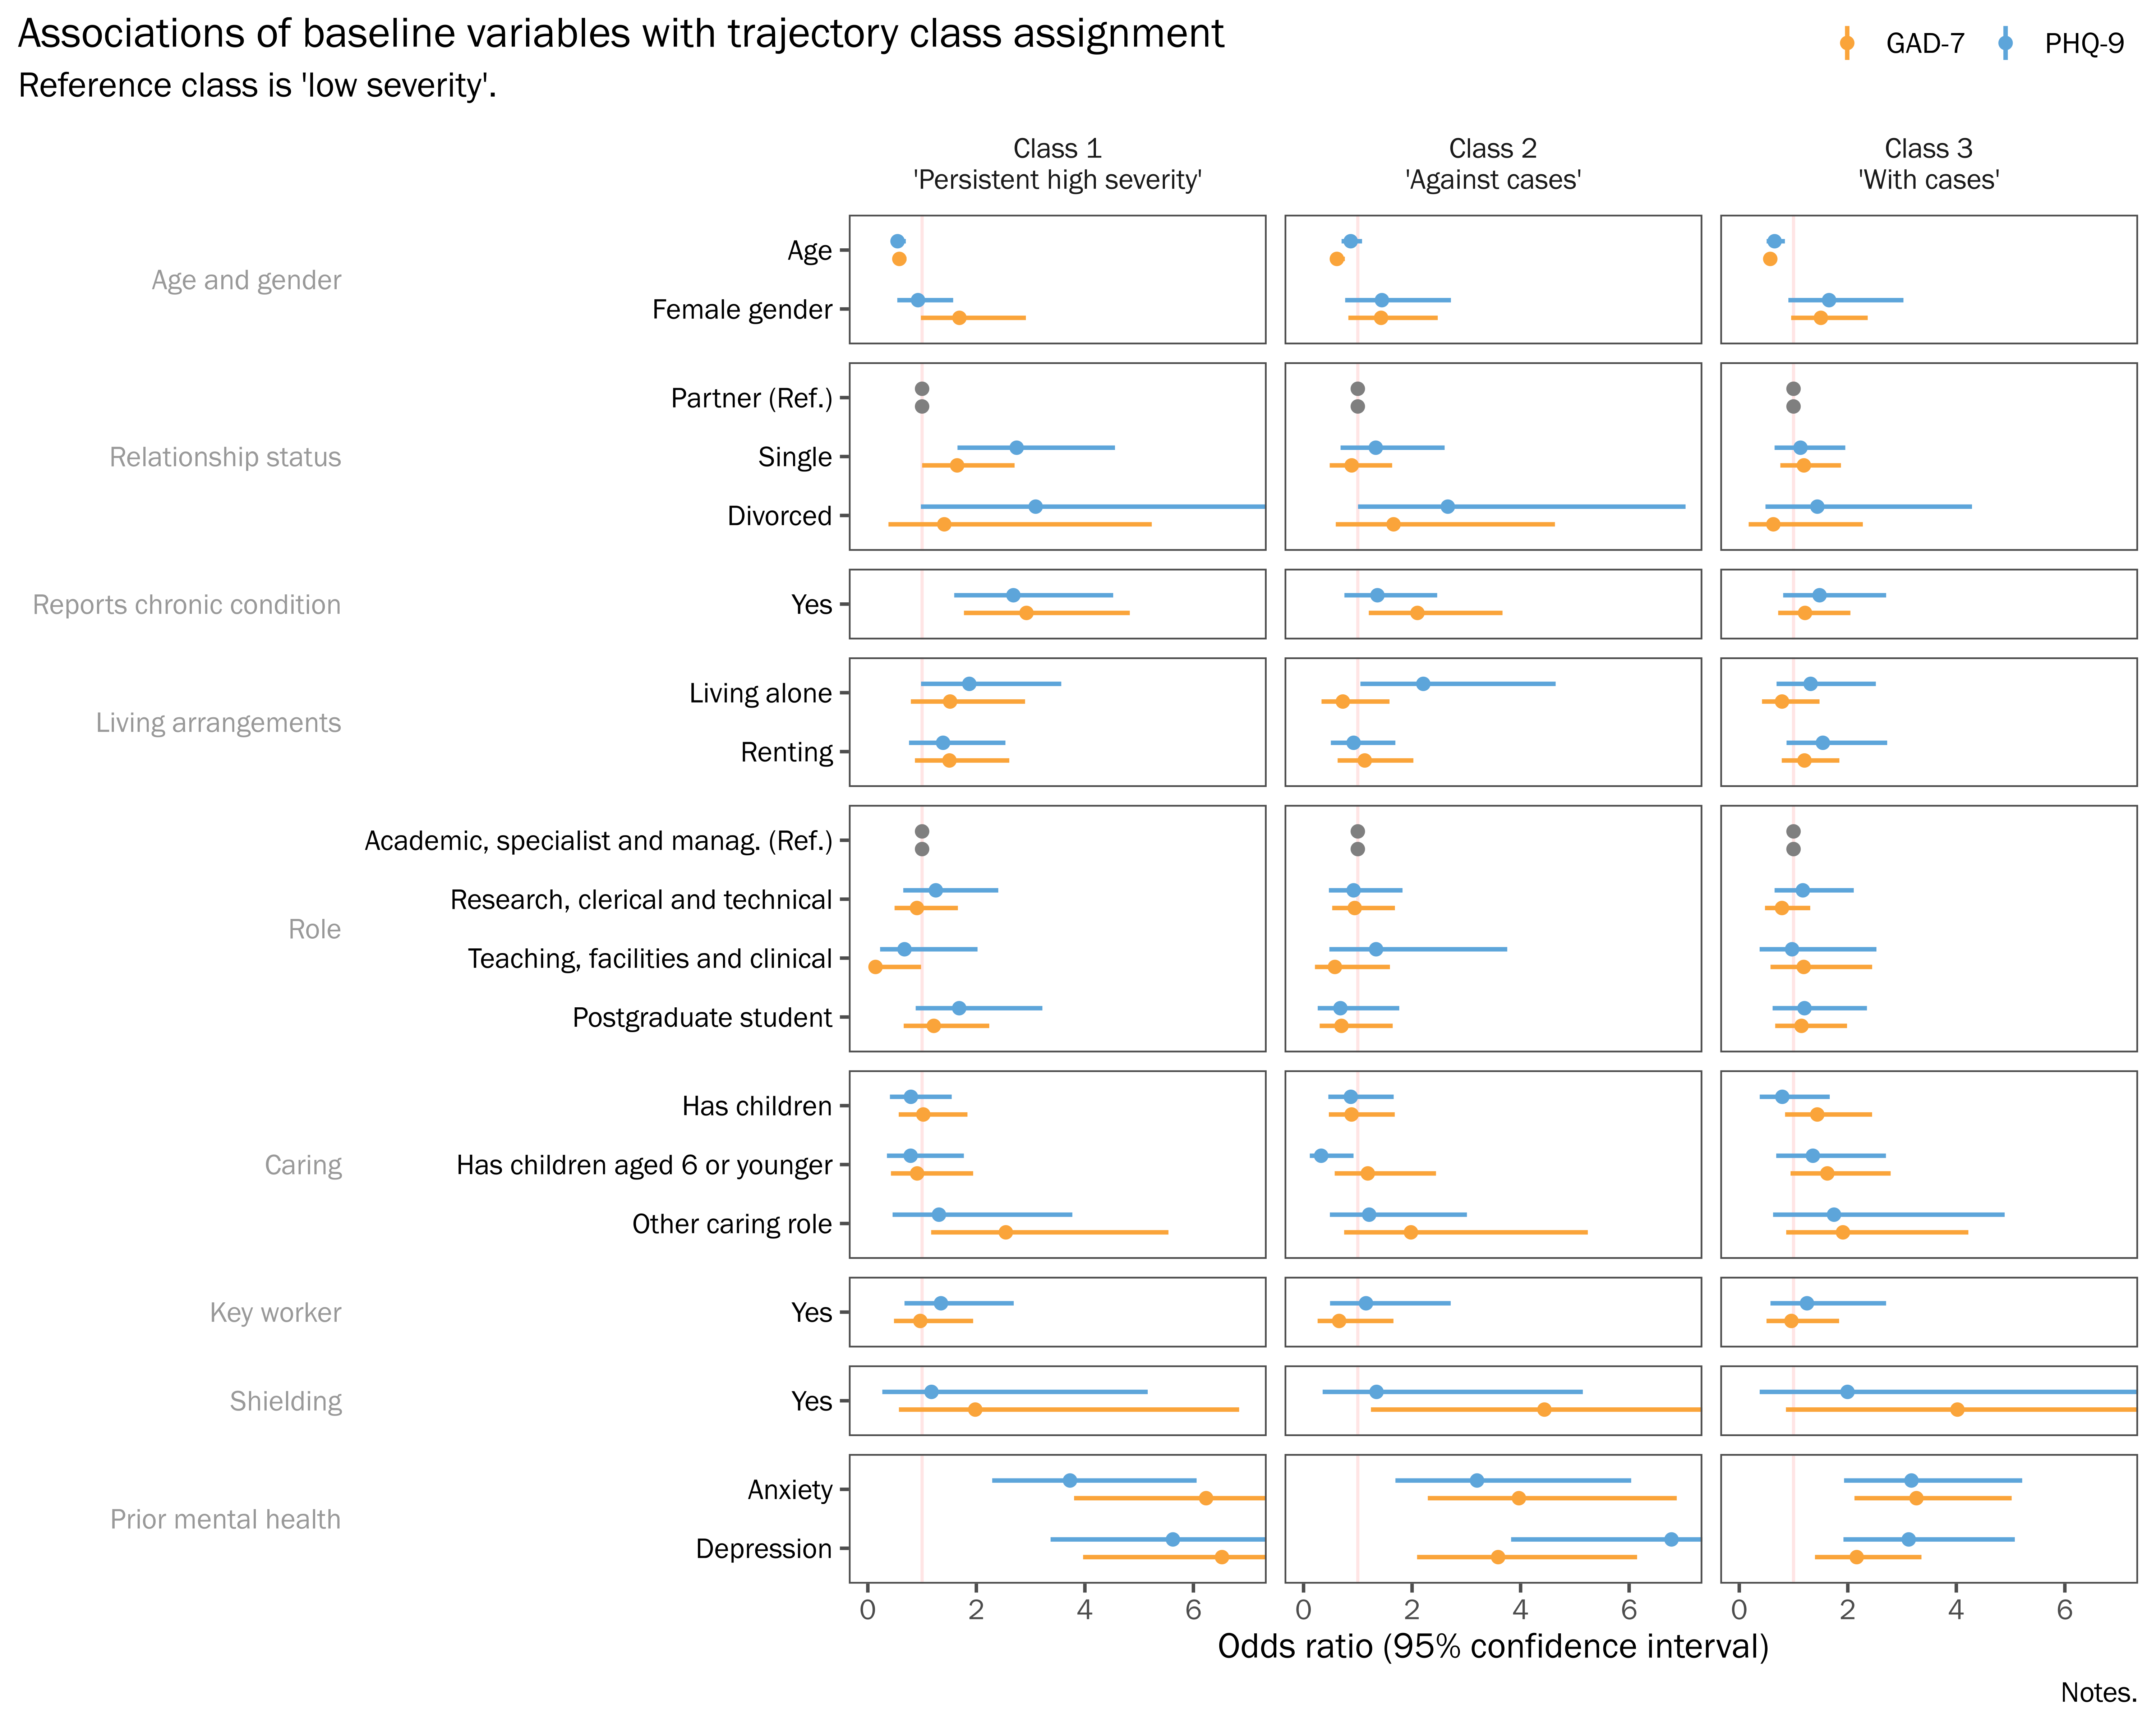 Associations of baseline variables with trajectory class assignment
Reference class is 'low severity'.
GAD-7 PHQ-9
Class 1 Class 2 Class 3
'Persistent high severity' 'Against cases' 'With cases'
Age
Age and gender
Female gender
Partner (Ref.)
Relationship status
Single
Divorced
Reports chronic condition Yes
Living alone
Living arrangements
Renting
Academic, specialist and manag. (Ref.)
Research, clerical and technical
Role
Teaching, facilities and clinical
Postgraduate student
Has children
Caring Has children aged 6 or younger
Other caring role
Key worker Yes
Shielding Yes
Anxiety
Prior mental health
Depression
0 2 4 6 0 2 4 6 0 2 4 6
Odds ratio (95% confidence interval)
Notes.